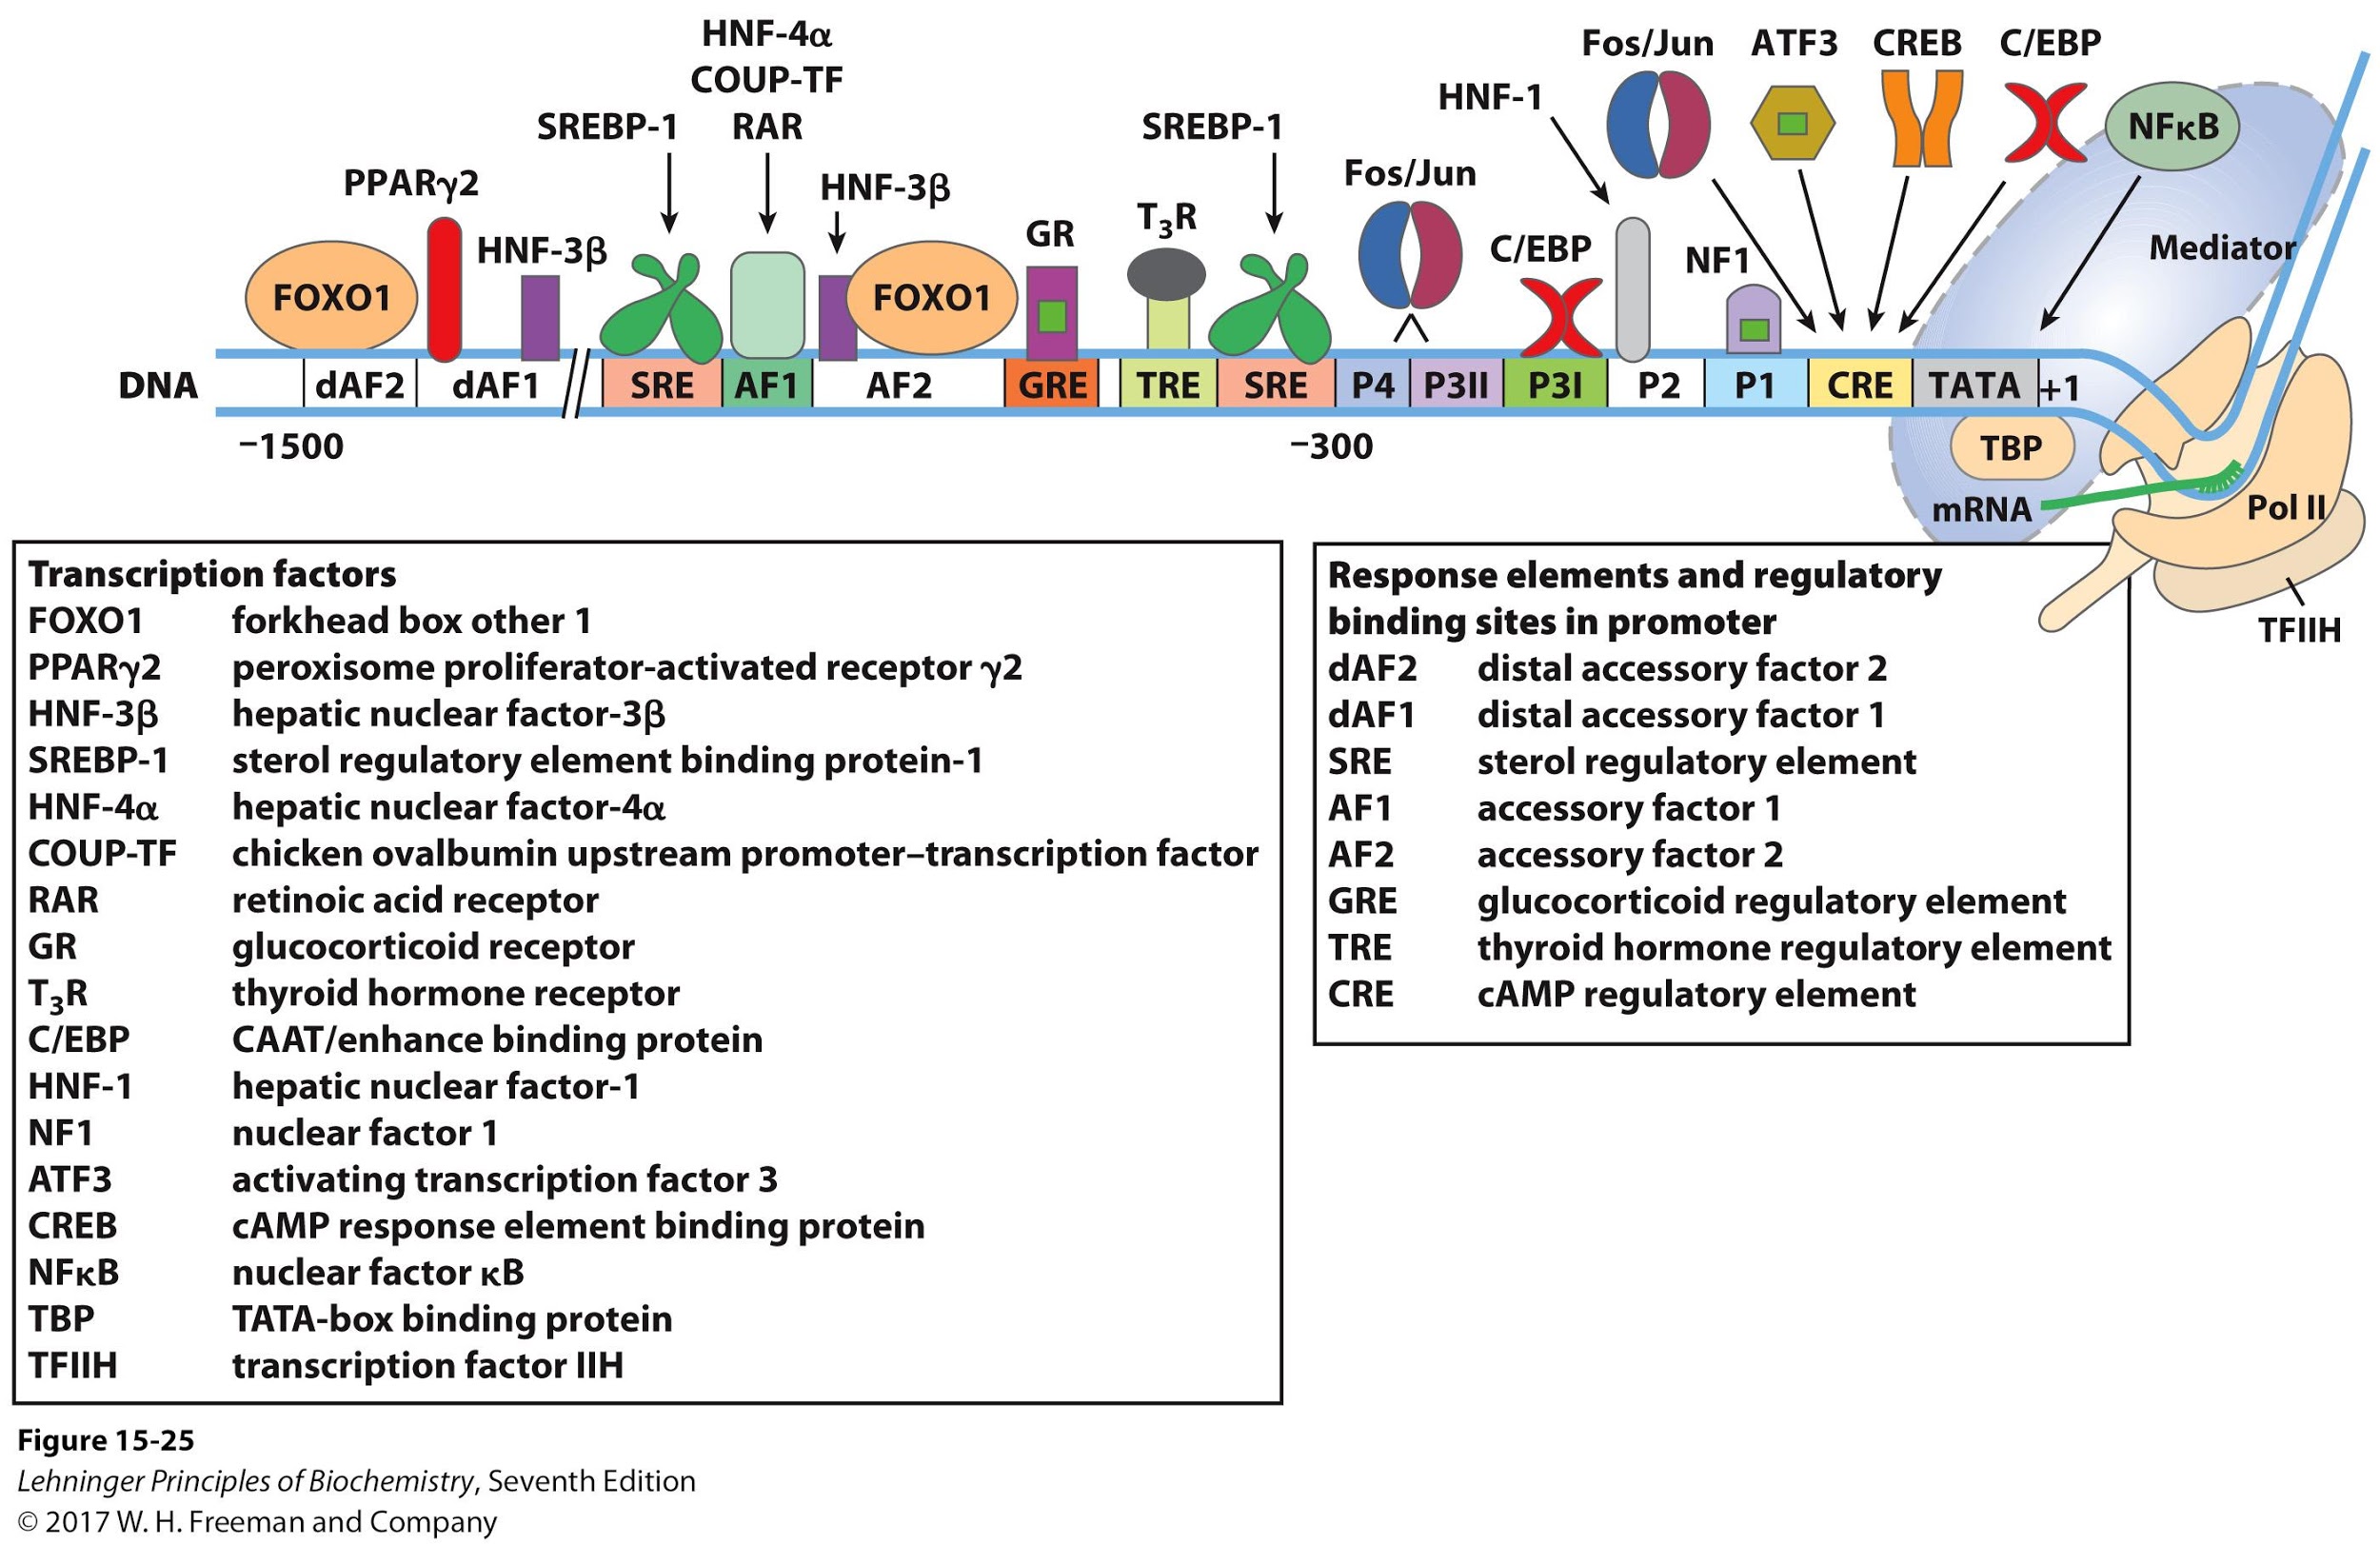 HNF-4α
COUP-TF
RAR
SREBP-1
PPARγ2
HNF-3β
HNF-3β
FOXO1
FOXO1
GR
T₃R
SREBP-1
Fos/Jun
C/EBP
HNF-1
Fos/Jun
ATF3
CREB
C/EBP
NFκB
NF1
Mediator
DNA dAF2 dAF1 SRE AF1 AF2 GRE TRE SRE P4 P3II P3I P2 P1 CRE TATA +1
−1500 −300
TBP
mRNA
Pol II
TFIIH
Transcription factors
FOXO1 forkhead box other 1
PPARγ2 peroxisome proliferator-activated receptor γ2
HNF-3β hepatic nuclear factor-3β
SREBP-1 sterol regulatory element binding protein-1
HNF-4α hepatic nuclear factor-4α
COUP-TF chicken ovalbumin upstream promoter–transcription factor
RAR retinoic acid receptor
GR glucocorticoid receptor
T₃R thyroid hormone receptor
C/EBP CAAT/enhance binding protein
HNF-1 hepatic nuclear factor-1
NF1 nuclear factor 1
ATF3 activating transcription factor 3
CREB cAMP response element binding protein
NFκB nuclear factor κB
TBP TATA-box binding protein
TFIIH transcription factor IIH
Response elements and regulatory
binding sites in promoter
dAF2 distal accessory factor 2
dAF1 distal accessory factor 1
SRE sterol regulatory element
AF1 accessory factor 1
AF2 accessory factor 2
GRE glucocorticoid regulatory element
TRE thyroid hormone regulatory element
CRE cAMP regulatory element
Figure 15-25
Lehninger Principles of Biochemistry, Seventh Edition
© 2017 W. H. Freeman and Company